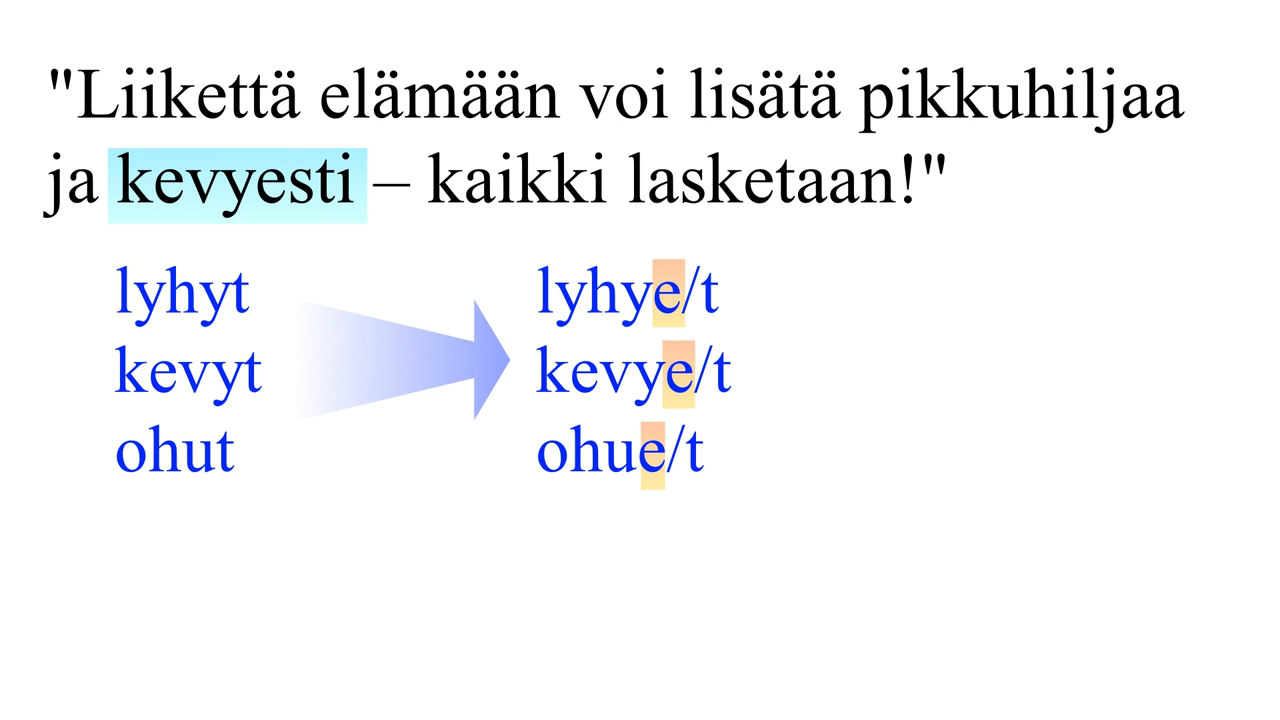 "Liikettä elämään voi lisätä pikkuhiljaa
ja kevyesti – kaikki lasketaan!"
lyhyt lyhye/t
kevyt kevye/t
ohut ohue/t